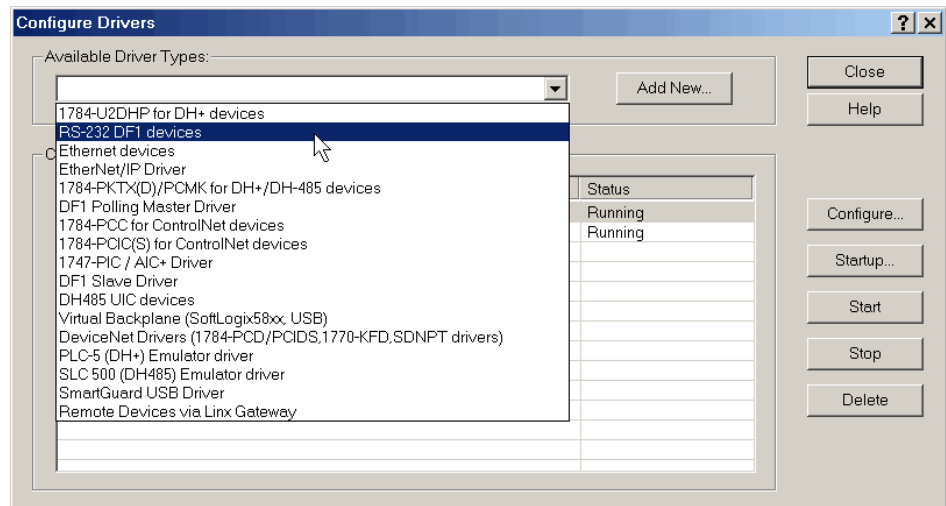 Configure Drivers
Available Driver Types:
Add New...
Close
Help
1784-U2DHP for DH+ devices
RS-232 DF1 devices
Ethernet devices
EtherNet/IP Driver
1784-PKTX(D)/PCMK for DH+/DH-485 devices
DF1 Polling Master Driver
1784-PCC for ControlNet devices
1784-PCIC(S) for ControlNet devices
1747-PIC / AIC+ Driver
DF1 Slave Driver
DH485 UIC devices
Virtual Backplane (SoftLogix58xx, USB)
DeviceNet Drivers (1784-PCD/PCIDS,1770-KFD,SDNPT drivers)
PLC-5 (DH+) Emulator driver
SLC 500 (DH485) Emulator driver
SmartGuard USB Driver
Remote Devices via Linx Gateway
Status
Running
Running
Configure...
Startup...
Start
Stop
Delete